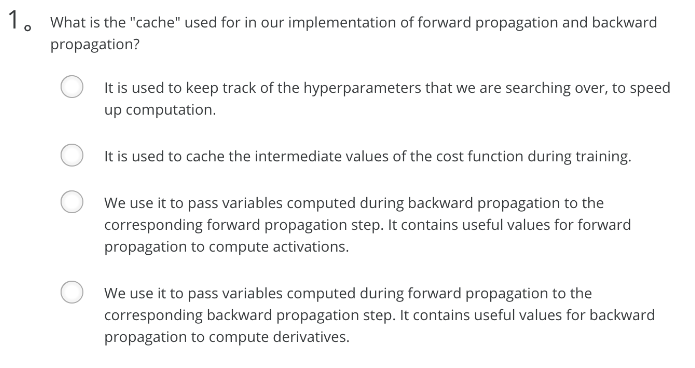 1。 What is the "cache" used for in our implementation of forward propagation and backward
propagation?
It is used to keep track of the hyperparameters that we are searching over, to speed
up computation.
It is used to cache the intermediate values of the cost function during training.
We use it to pass variables computed during backward propagation to the
corresponding forward propagation step. It contains useful values for forward
propagation to compute activations.
We use it to pass variables computed during forward propagation to the
corresponding backward propagation step. It contains useful values for backward
propagation to compute derivatives.